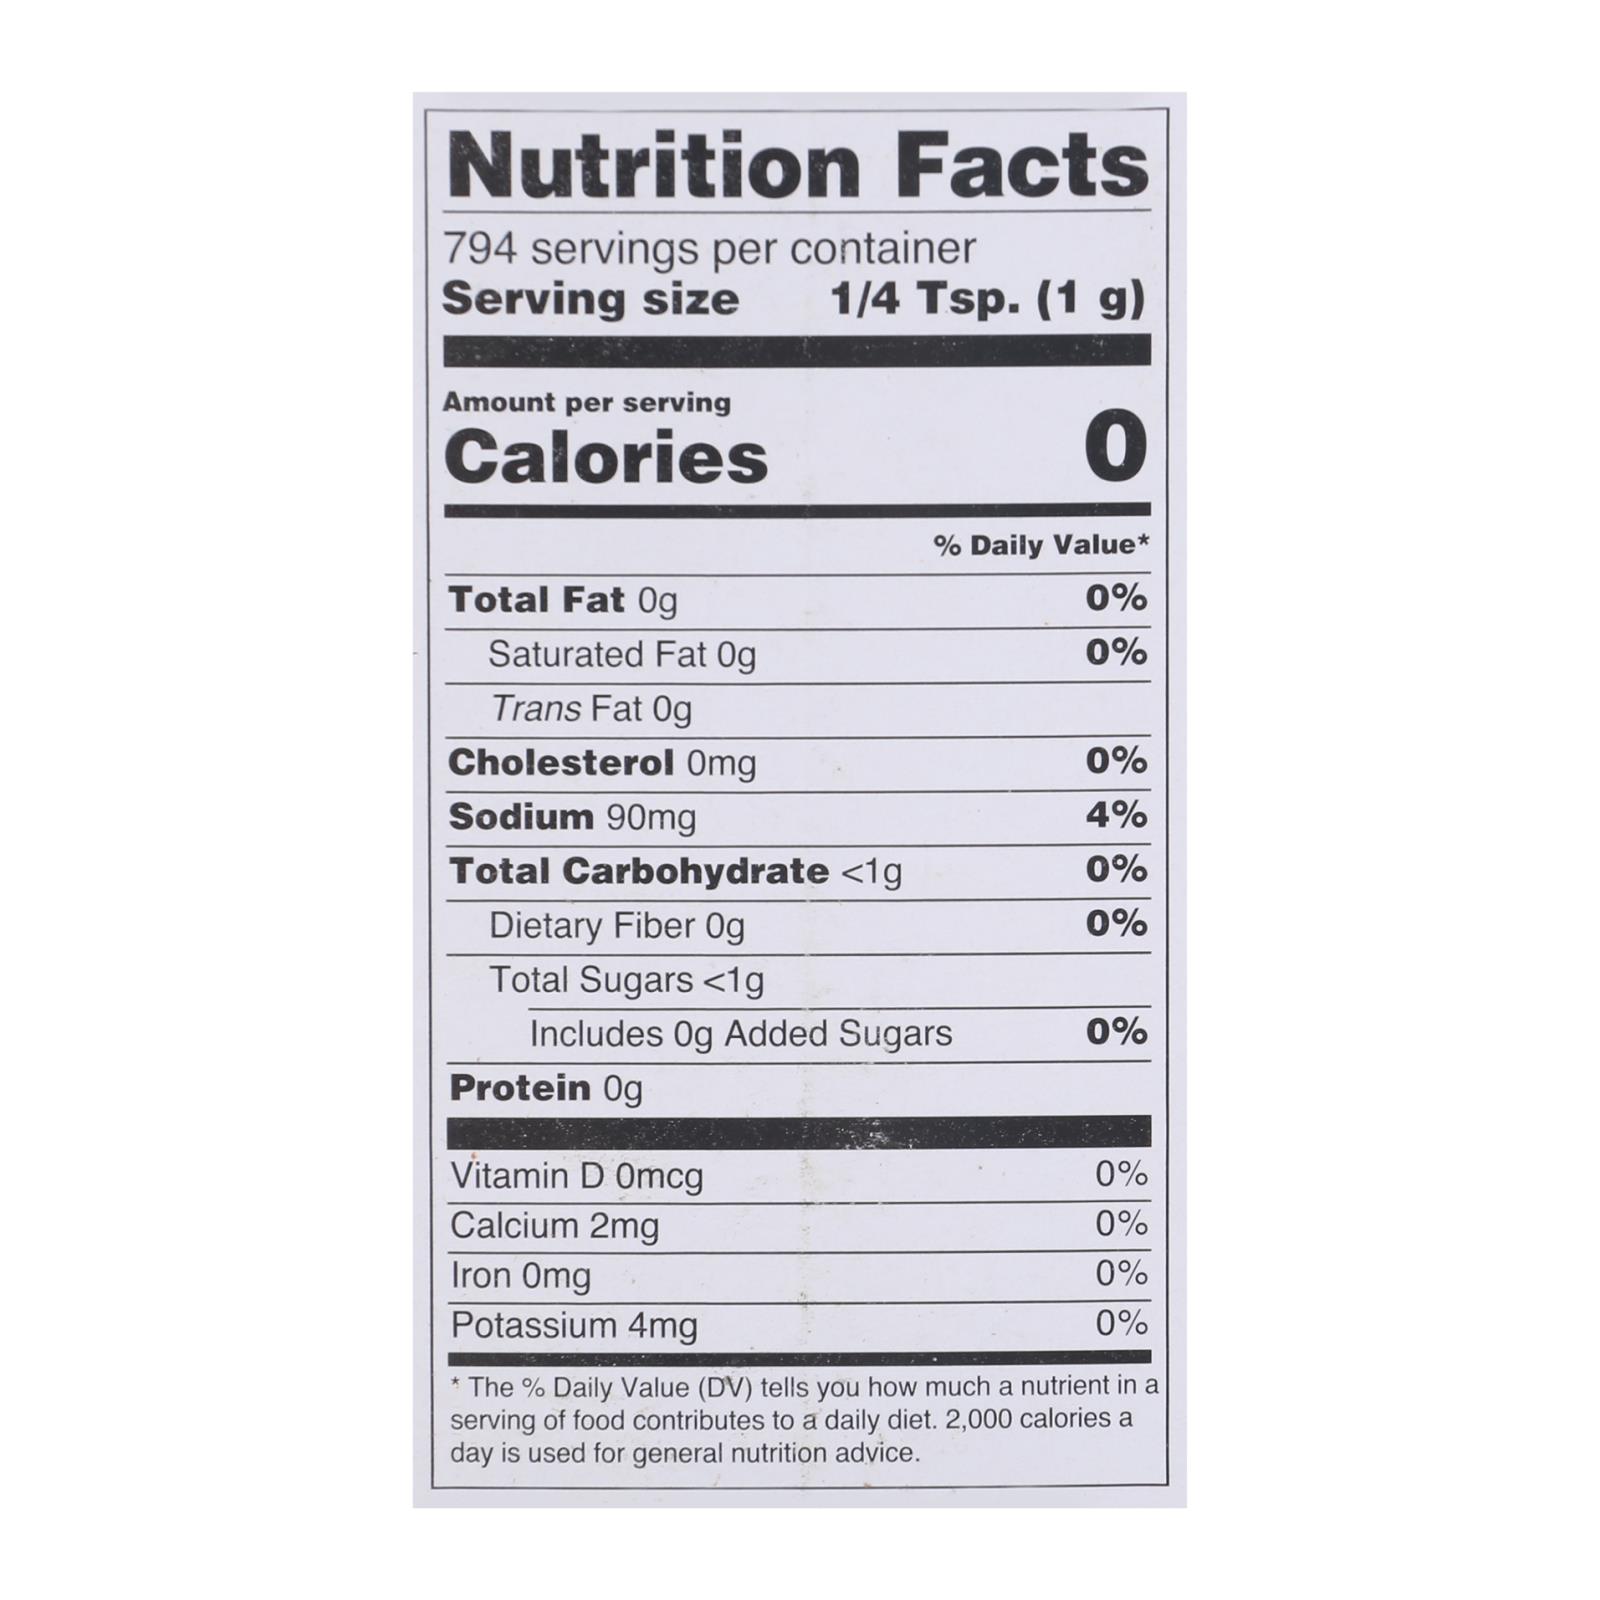 Nutrition Facts
794 servings per container
Serving size 1/4 Tsp. (1 g)
Amount per serving
Calories 0
% Daily Value*
Total Fat 0g 0%
Saturated Fat 0g 0%
Trans Fat 0g
Cholesterol 0mg 0%
Sodium 90mg 4%
Total Carbohydrate <1g 0%
Dietary Fiber 0g 0%
Total Sugars <1g
Includes 0g Added Sugars 0%
Protein 0g
Vitamin D 0mcg 0%
Calcium 2mg 0%
Iron 0mg 0%
Potassium 4mg 0%
* The % Daily Value (DV) tells you how much a nutrient in a
serving of food contributes to a daily diet. 2,000 calories a
day is used for general nutrition advice.